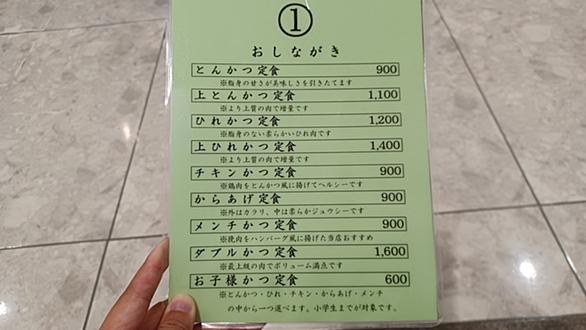 ①
おしながき
とんかつ定食 900
※脂身の甘さが美味しさを引きたてます
上とんかつ定食 1,100
※より上質の肉で増量です
ひれかつ定食 1,200
※脂身のない柔らかいひれ肉です
上ひれかつ定食 1,400
※より上質の肉で増量です
チキンかつ定食 900
※鶏肉をとんかつ風に揚げてヘルシーです
からあげ定食 900
※外はカラリ、中は柔らかジュウシーです
メンチかつ定食 900
※挽肉をハンバーグ風に揚げた当店おすすめ
ダブルかつ定食 1,600
※最上級の肉でボリューム満点です
お子様かつ定食 600
※とんかつ・ひれ・チキン・からあげ・メンチ
の中から一つ選べます。小学生までが対象です。